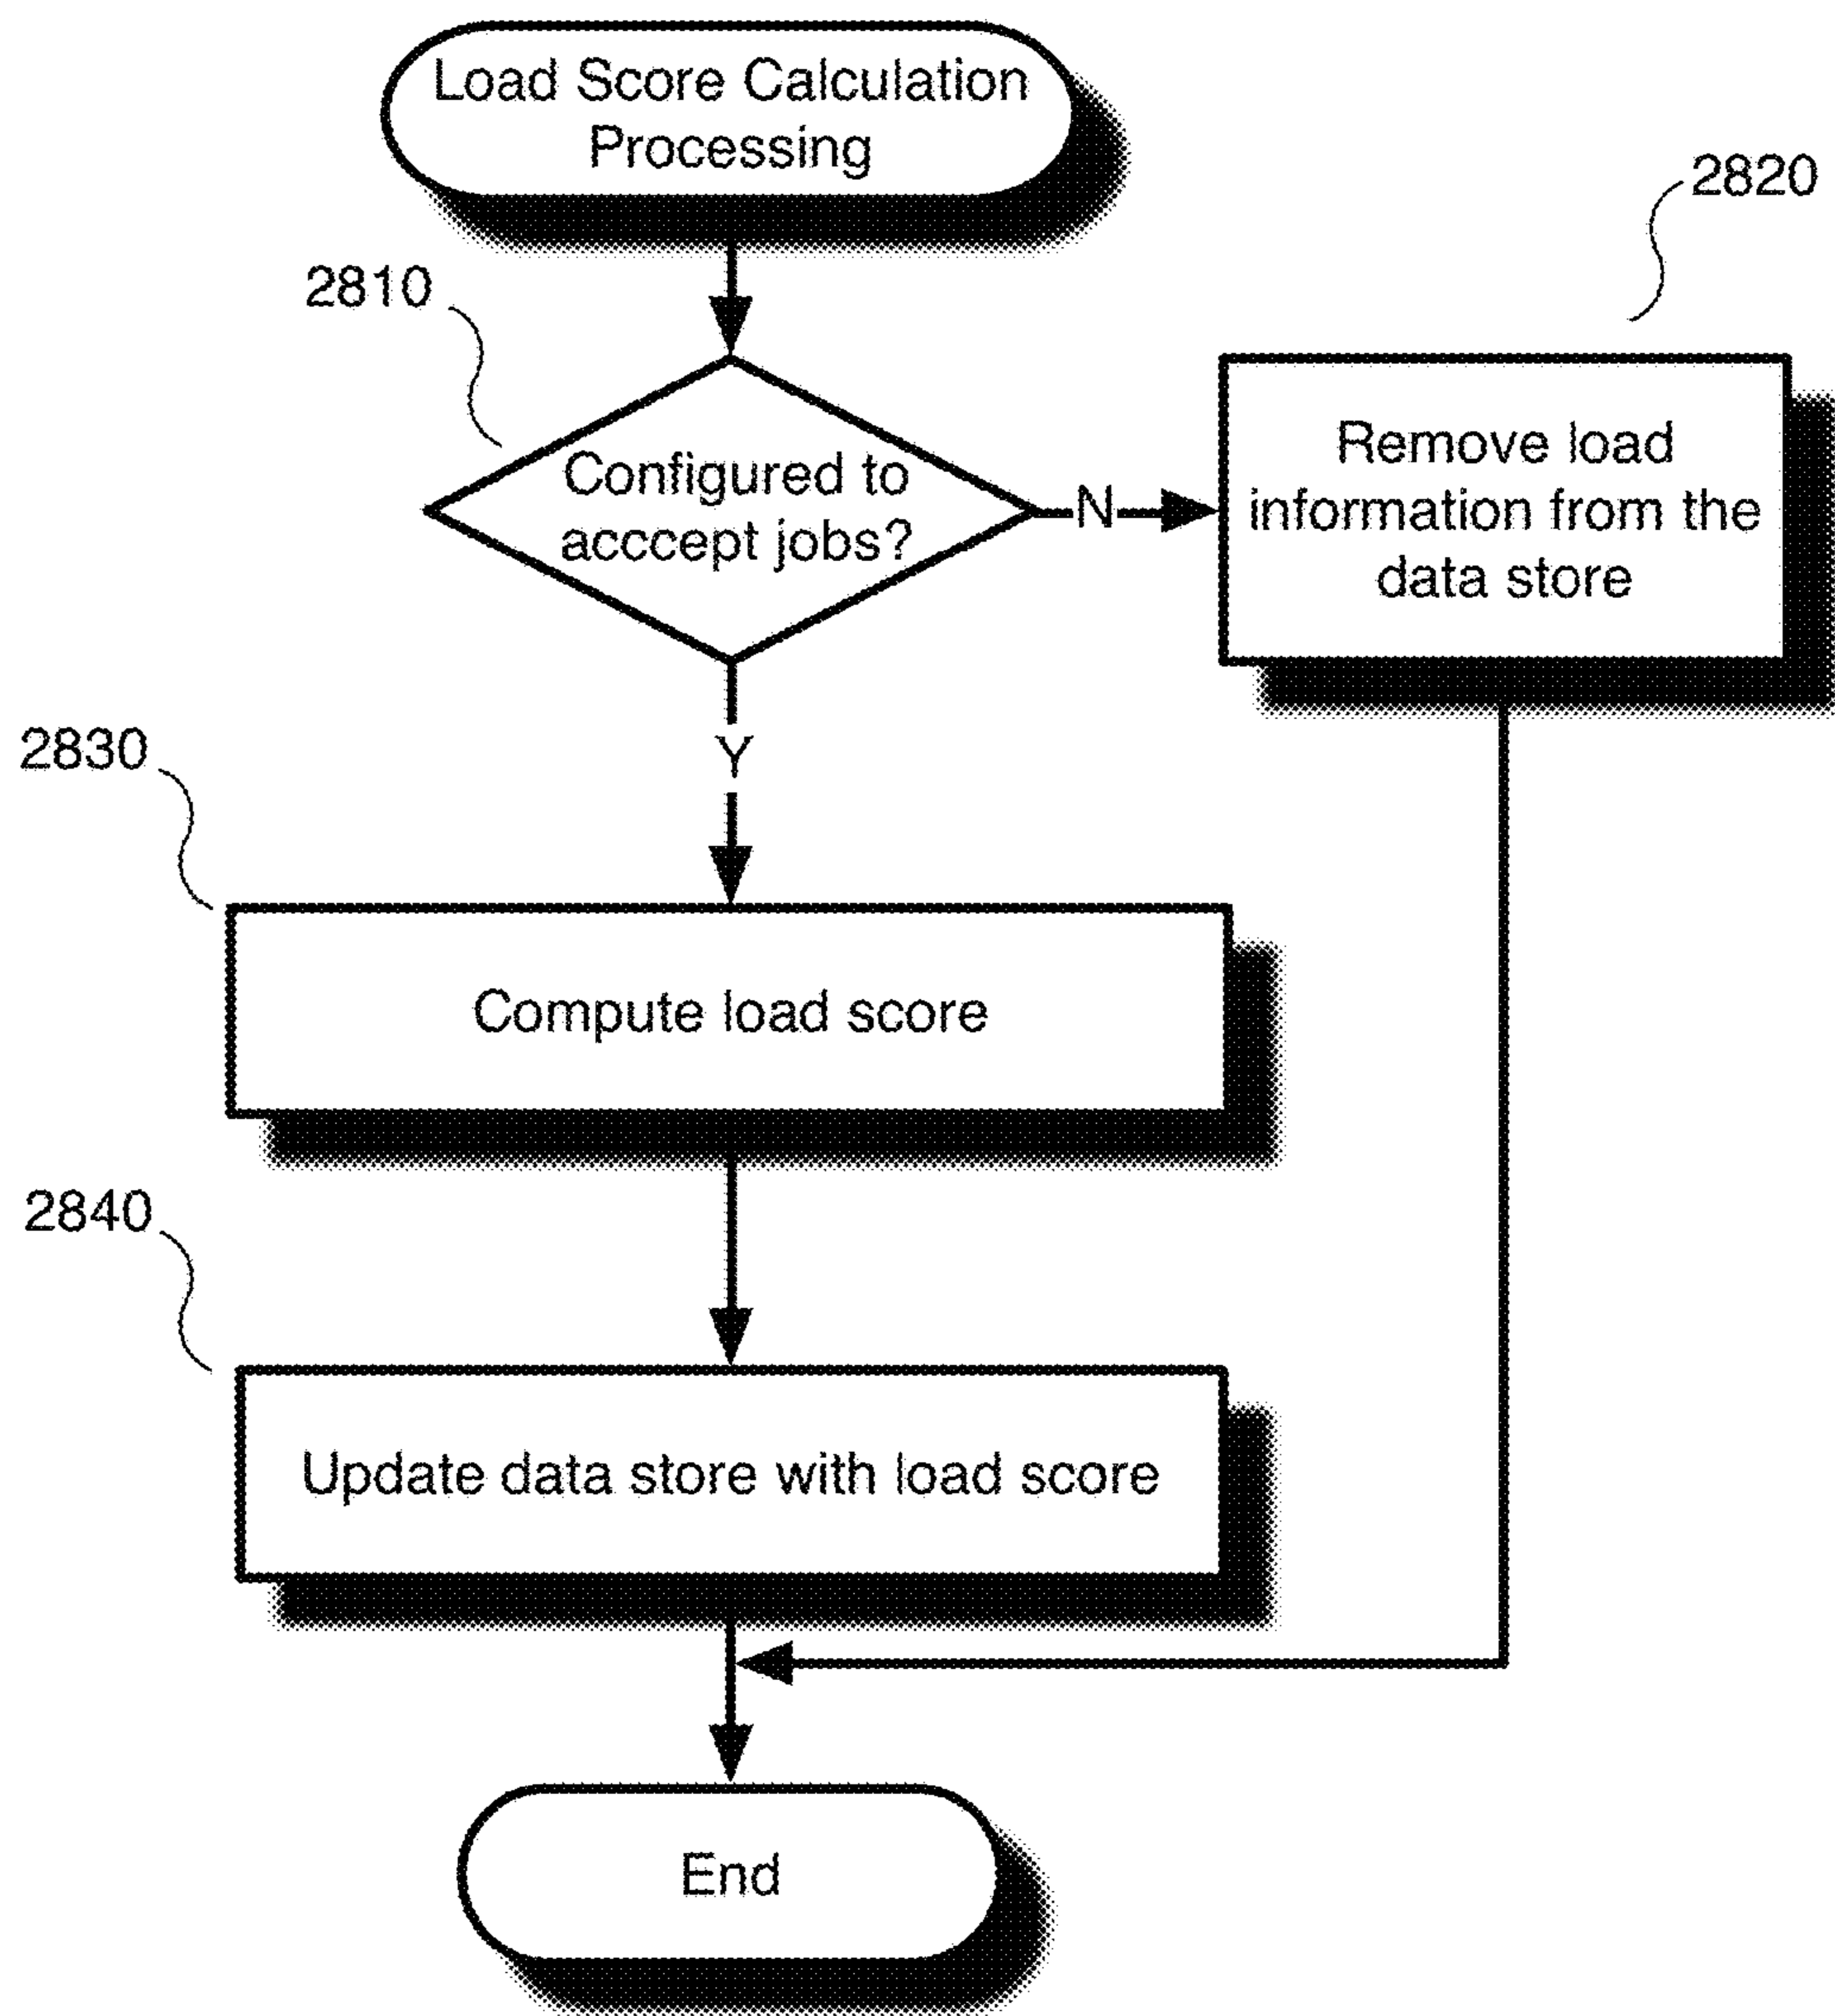 Load Score Calculation
Processing
2820
2810
Configured to
acccept jobs?
N
Remove load
information from the
data store
Y
2830
Compute load score
2840
Update data store with load score
End